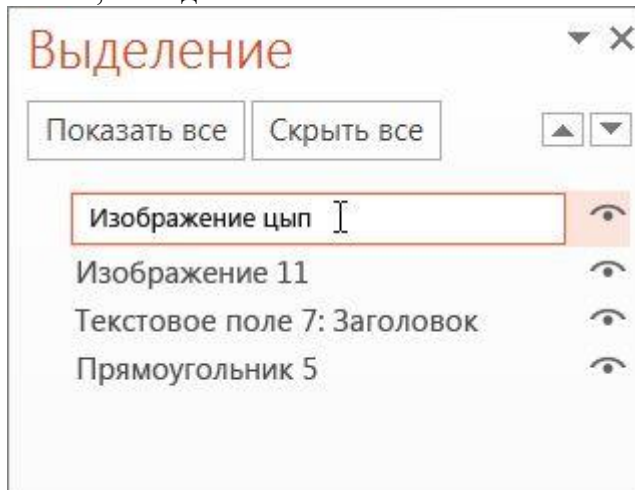 Выделение
Показать все Скрыть все
Изображение цып
Изображение 11
Текстовое поле 7: Заголовок
Прямоугольник 5